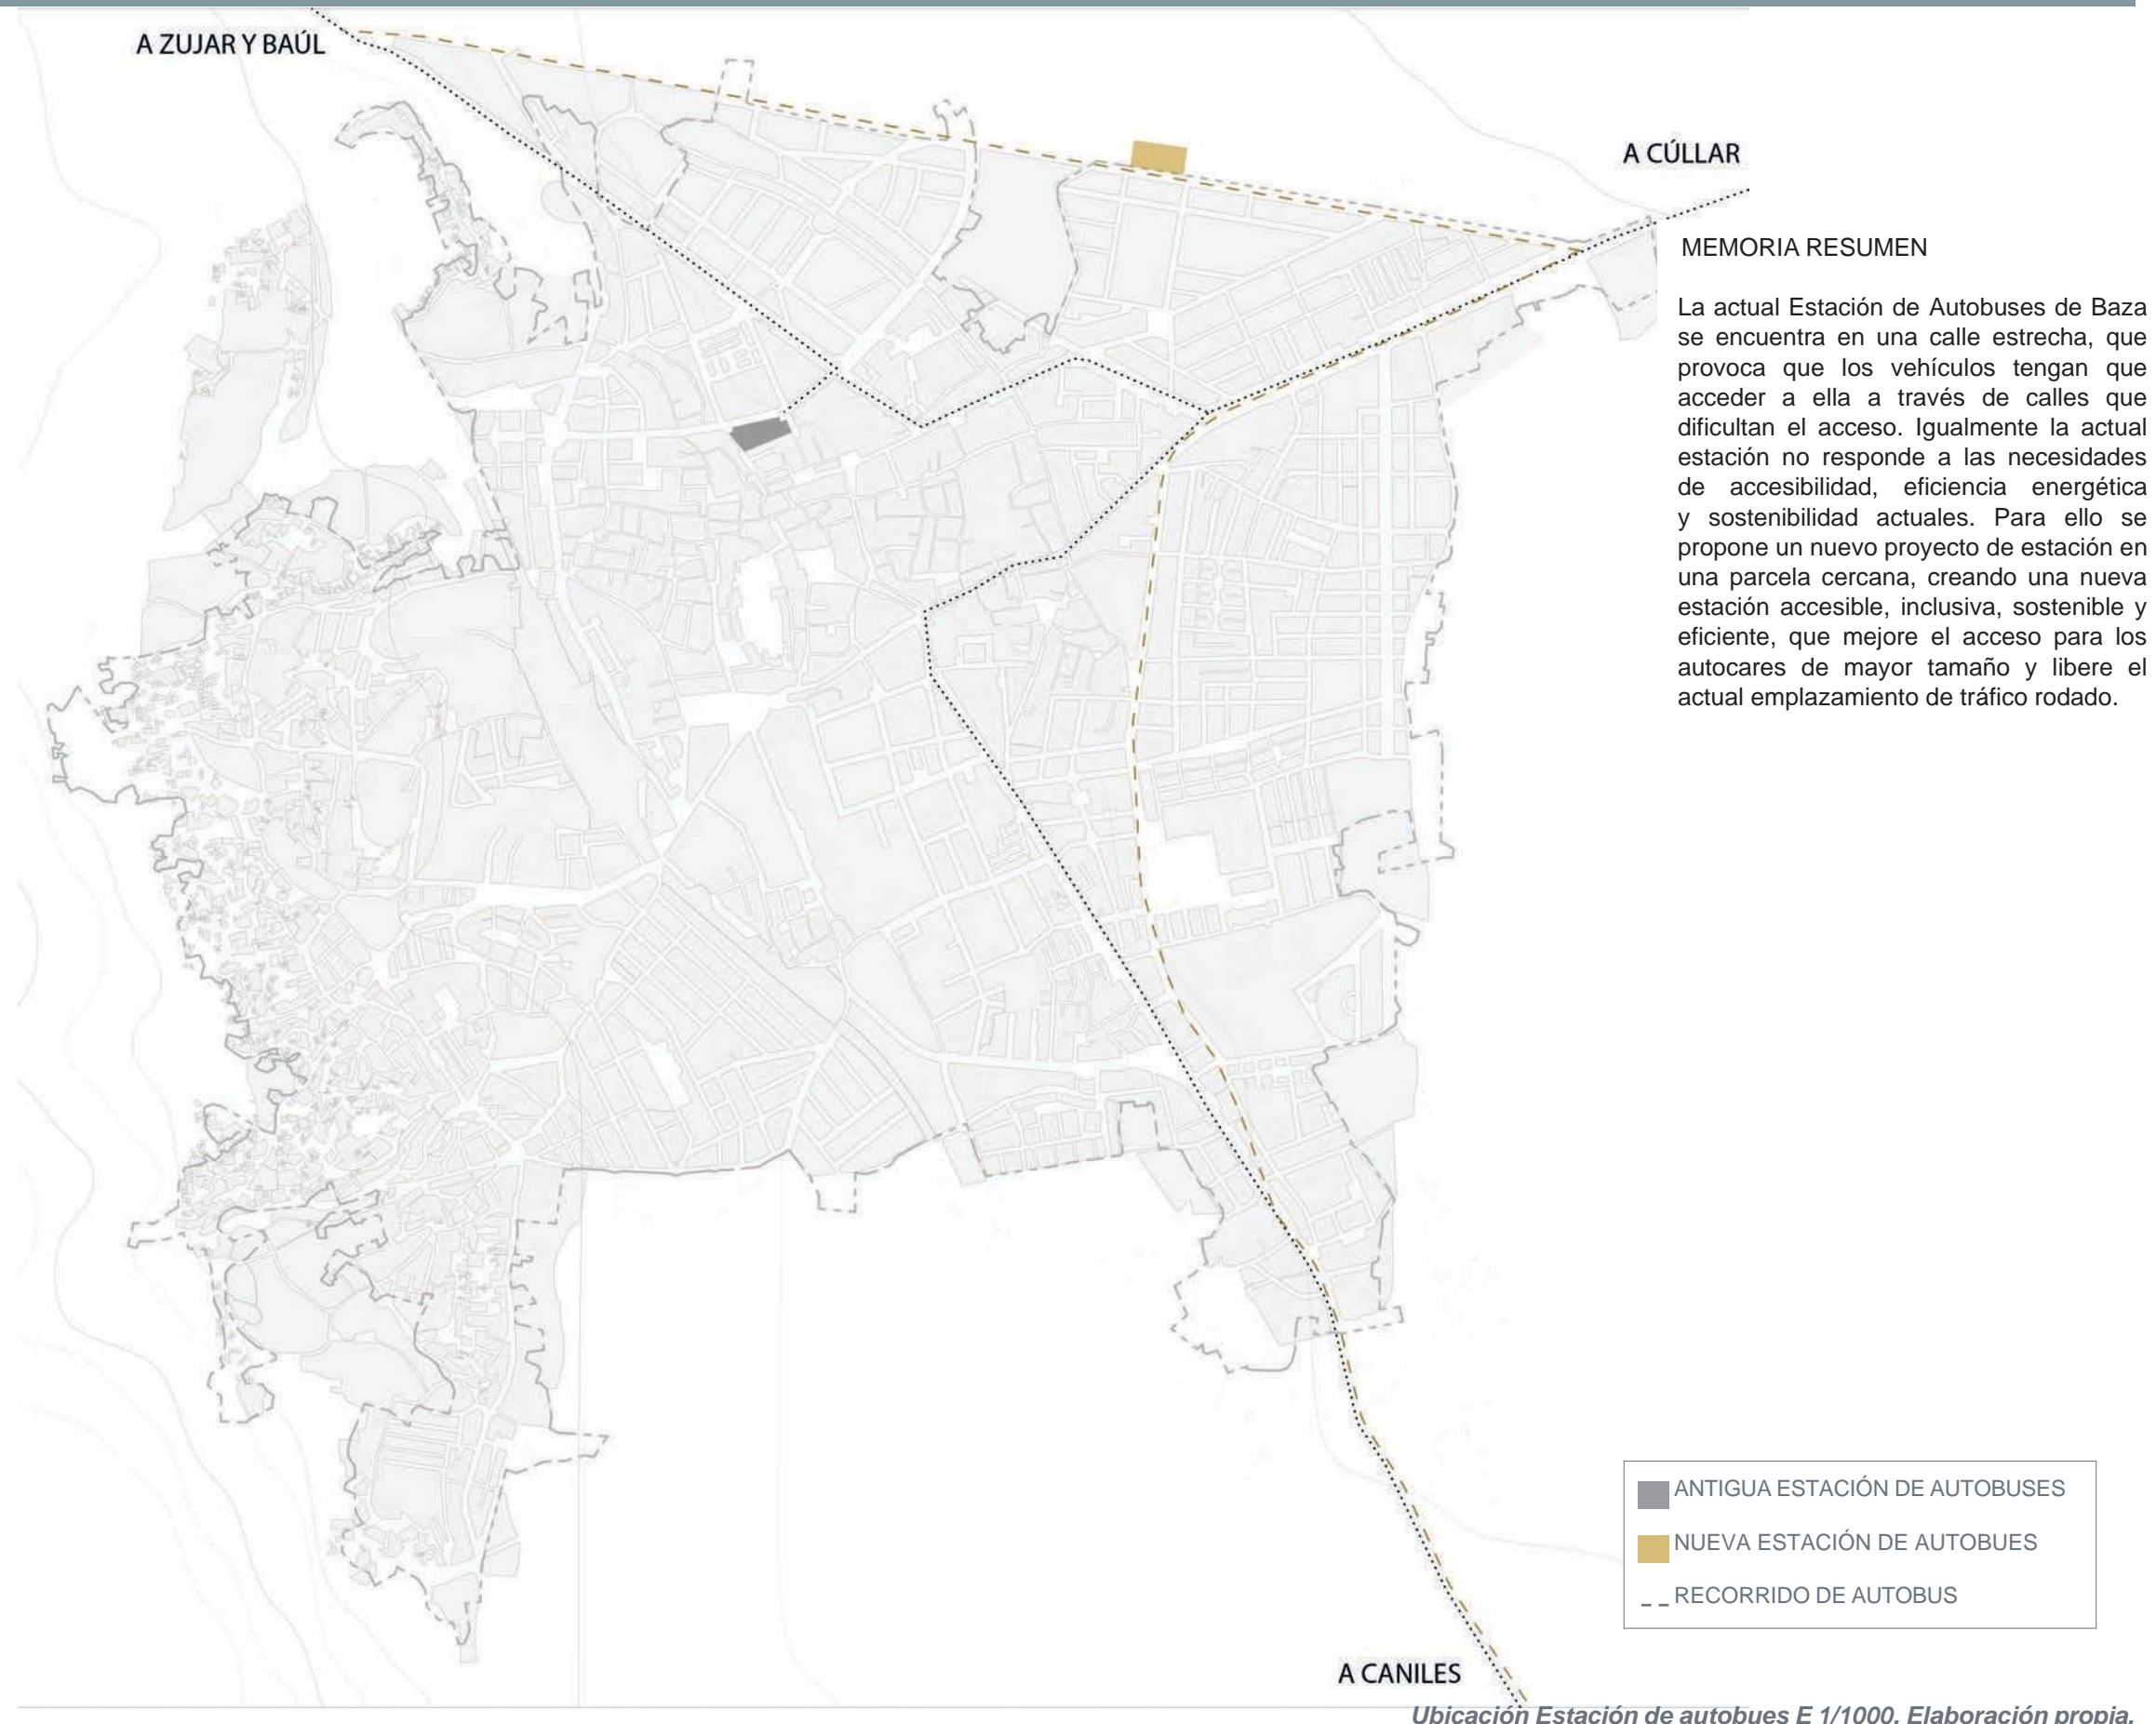 A ZUJAR Y BAÚL
A CÚLLAR
MEMORIA RESUMEN
La actual Estación de Autobuses de Baza
se encuentra en una calle estrecha, que
provoca que los vehículos tengan que
acceder a ella a través de calles que
dificultan el acceso. Igualmente la actual
estación no responde a las necesidades
de accesibilidad, eficiencia energética
y sostenibilidad actuales. Para ello se
propone un nuevo proyecto de estación en
una parcela cercana, creando una nueva
estación accesible, inclusiva, sostenible y
eficiente, que mejore el acceso para los
autocares de mayor tamaño y libere el
actual emplazamiento de tráfico rodado.
ANTIGUA ESTACIÓN DE AUTOBUSES
NUEVA ESTACIÓN DE AUTOBUES
RECORRIDO DE AUTOBUS
A CANILES
Ubicación Estación de autobues E 1/1000. Elaboración propia.